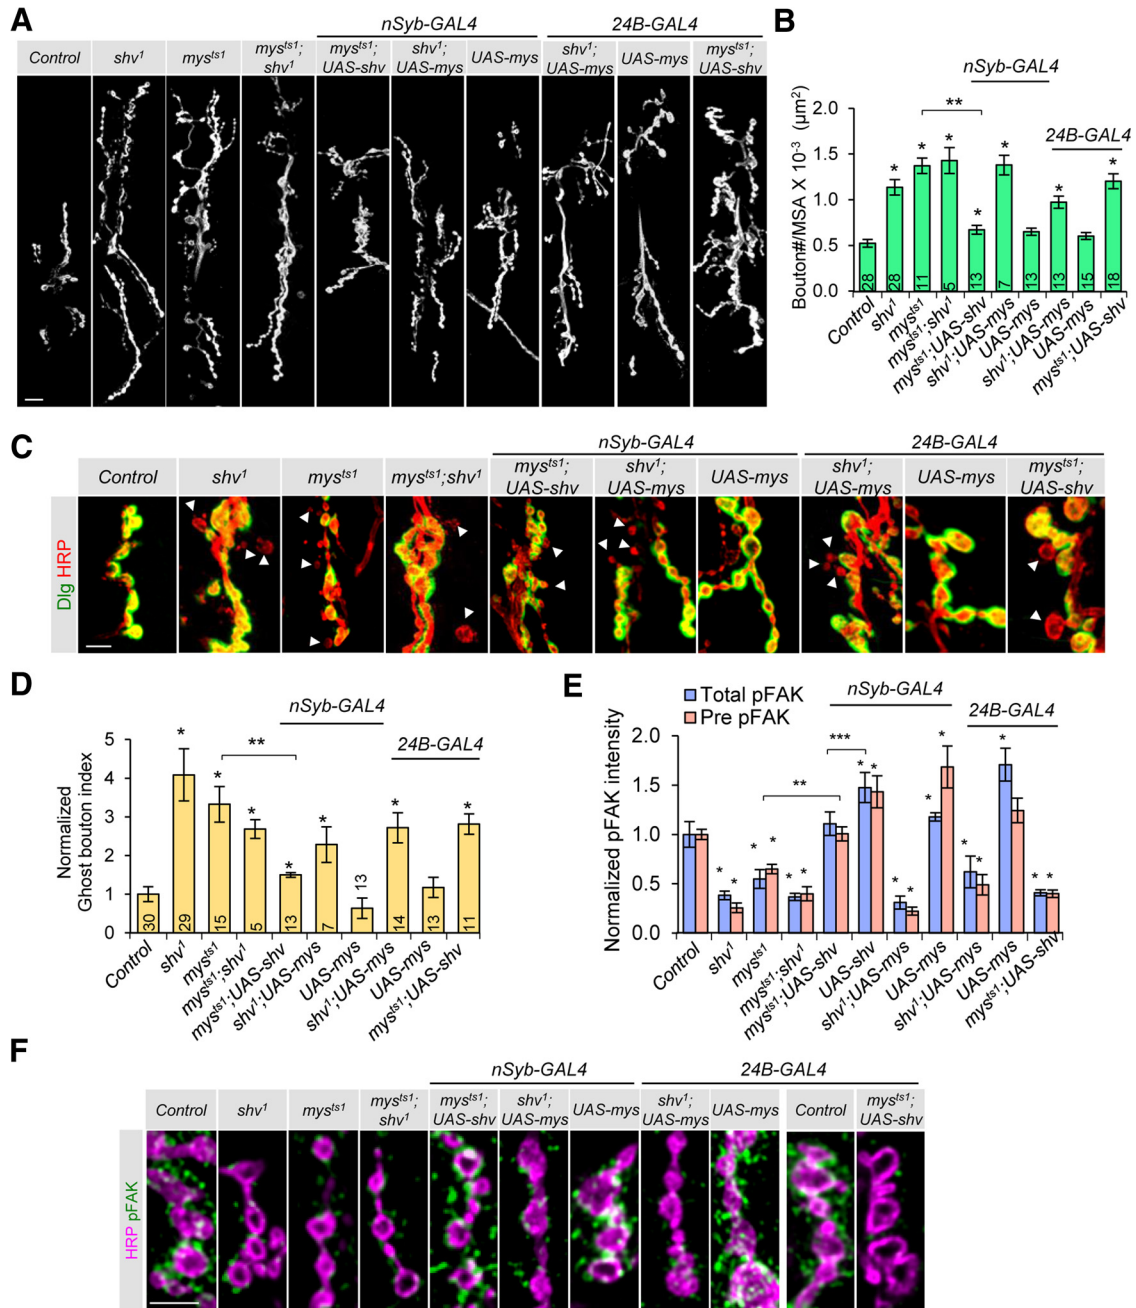 A
nSyb-GAL4
24B-GAL4
Control
shv1
mysts1
mysts1;
shv1
mysts1;
UAS-shv
shv1;
UAS-mys
UAS-mys
shv1;
UAS-mys
UAS-mys
mysts1;
UAS-shv
B
nSyb-GAL4
24B-GAL4
Bouton#/MSA X 10-3 (µm2)
2.0
1.5
1.0
0.5
0.0
**
*
*
*
*
*
*
*
*
28
28
11
5
13
7
13
13
15
18
Control
shv1
mysts1
mysts1;shv1
mysts1;UAS-shv
shv1;UAS-mys
UAS-mys
shv1;UAS-mys
UAS-mys
mysts1;UAS-shv
C
nSyb-GAL4
24B-GAL4
Control
shv1
mysts1
mysts1;shv1
mysts1;
UAS-shv
shv1;
UAS-mys
UAS-mys
shv1;
UAS-mys
UAS-mys
mysts1;
UAS-shv
Dlg HRP
D
nSyb-GAL4
24B-GAL4
Normalized
Ghost bouton index
5
4
3
2
1
0
*
*
**
*
*
*
*
*
30
29
15
5
13
7
13
14
13
11
Control
shv1
mysts1
mysts1;shv1
mysts1;UAS-shv
shv1;UAS-mys
UAS-mys
shv1;UAS-mys
UAS-mys
mysts1;UAS-shv
E
Total pFAK
Pre pFAK
nSyb-GAL4
24B-GAL4
Normalized pFAK intensity
2.0
1.5
1.0
0.5
0.0
* *
* *
* *
**
***
* *
* *
* *
* *
*
* *
Control
shv1
mysts1
mysts1;shv1
mysts1;UAS-shv
UAS-shv
shv1;UAS-mys
UAS-mys
shv1;UAS-mys
UAS-mys
mysts1;UAS-shv
F
nSyb-GAL4
24B-GAL4
Control
shv1
mysts1
mysts1;
shv1
mysts1;
UAS-shv
shv1;
UAS-mys
UAS-mys
shv1;
UAS-mys
UAS-mys
Control
mysts1;
UAS-shv
HRP pFAK